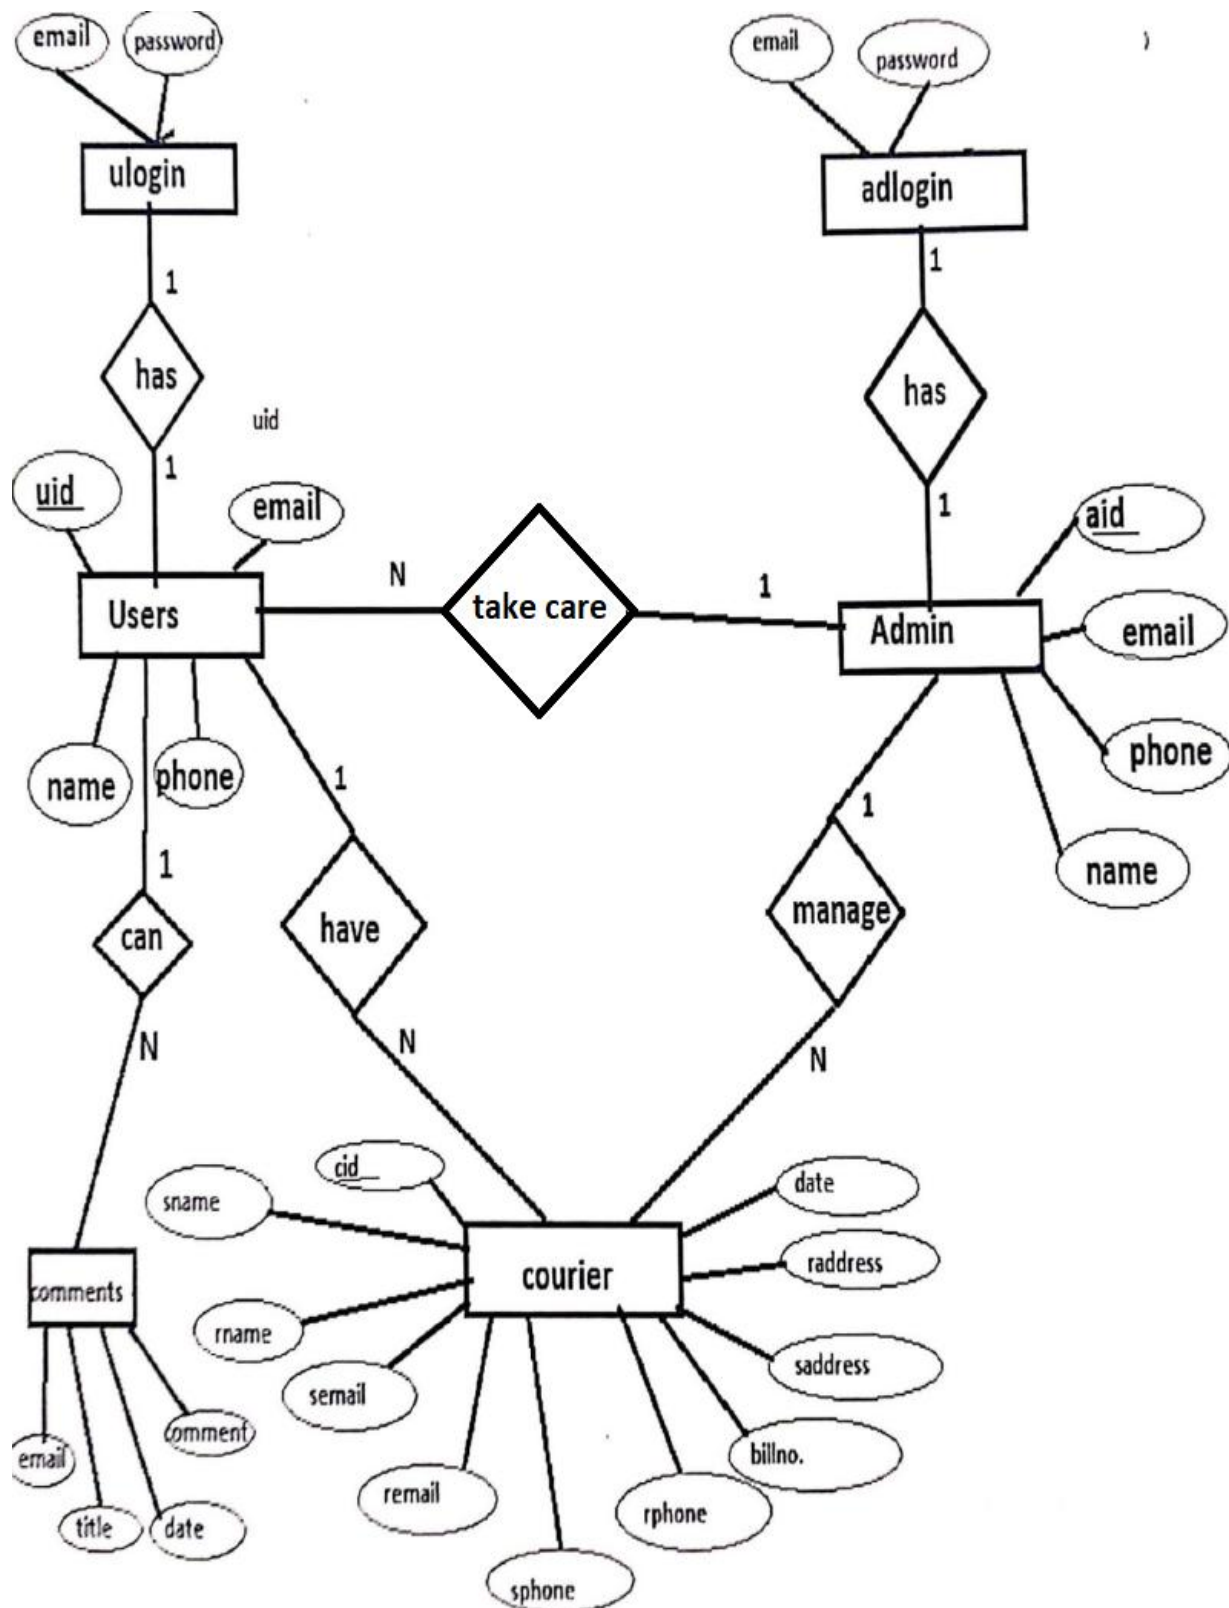 email
password
email
password
ulogin
adlogin
1
1
has
has
uid
1
1
uid
email
aid
N
take care
1
Users
Admin
email
name
phone
1
phone
1
1
name
can
have
manage
N
N
N
cid
sname
date
raddress
comments
courier
rname
saddress
semail
email
comment
billno.
remail
rphone
title
date
sphone